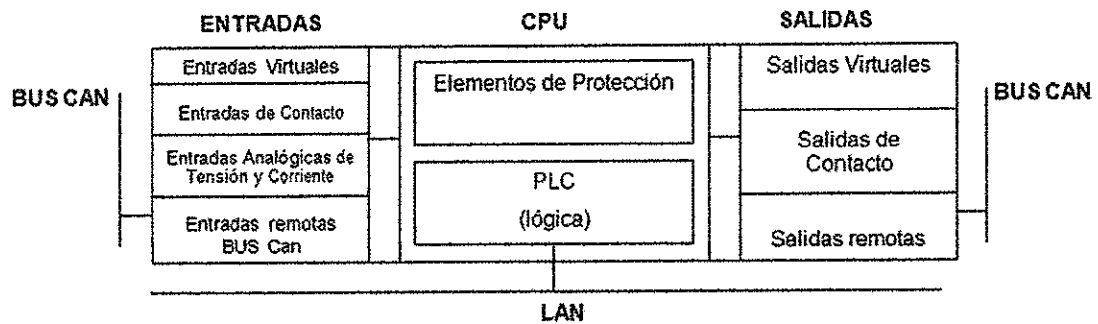 ENTRADAS
CPU
SALIDAS
BUS CAN
Entradas Virtuales
Entradas de Contacto
Entradas Analógicas de
Tensión y Corriente
Entradas remotas
BUS Can
Elementos de Protección
PLC
(lógica)
Salidas Virtuales
Salidas de
Contacto
Salidas remotas
BUS CAN
LAN